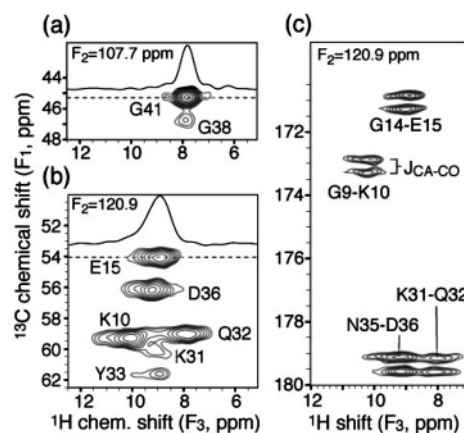 (a)
F2=107.7 ppm
44
46
48
G41
G38
12 10 8 6
(b)
F2=120.9
52
54
56
58
60
62
E15
D36
K10
Q32
K31
Y33
12 10 8 6
13C chemical shift (F1, ppm)
1H chem. shift (F3, ppm)
(c)
F2=120.9 ppm
171
173
176
178
180
G14-E15
JCA-CO
G9-K10
K31-Q32
N35-D36
12 10 8
1H shift (F3, ppm)